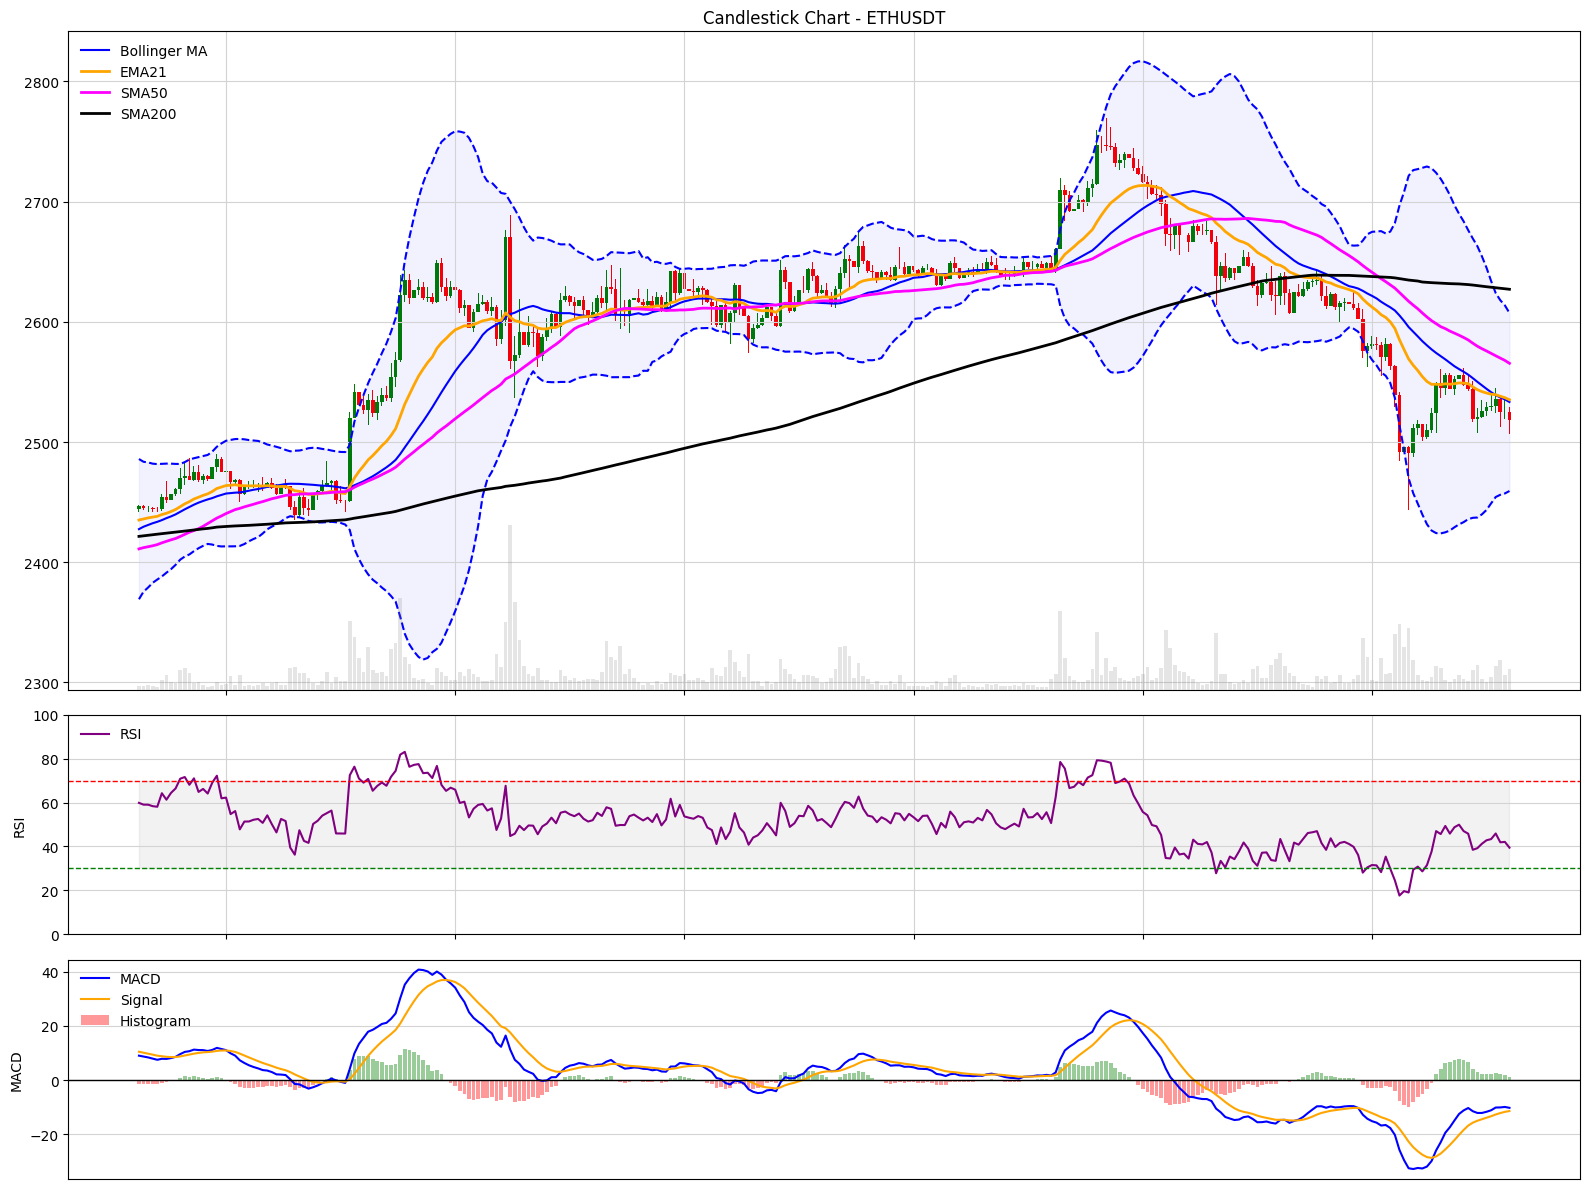 Candlestick Chart - ETHUSDT
Bollinger MA
EMA21
SMA50
SMA200
2800
2700
2600
2500
2400
2300
100
80
60
40
20
0
RSI
RSI
40
20
0
−20
MACD
MACD
Signal
Histogram